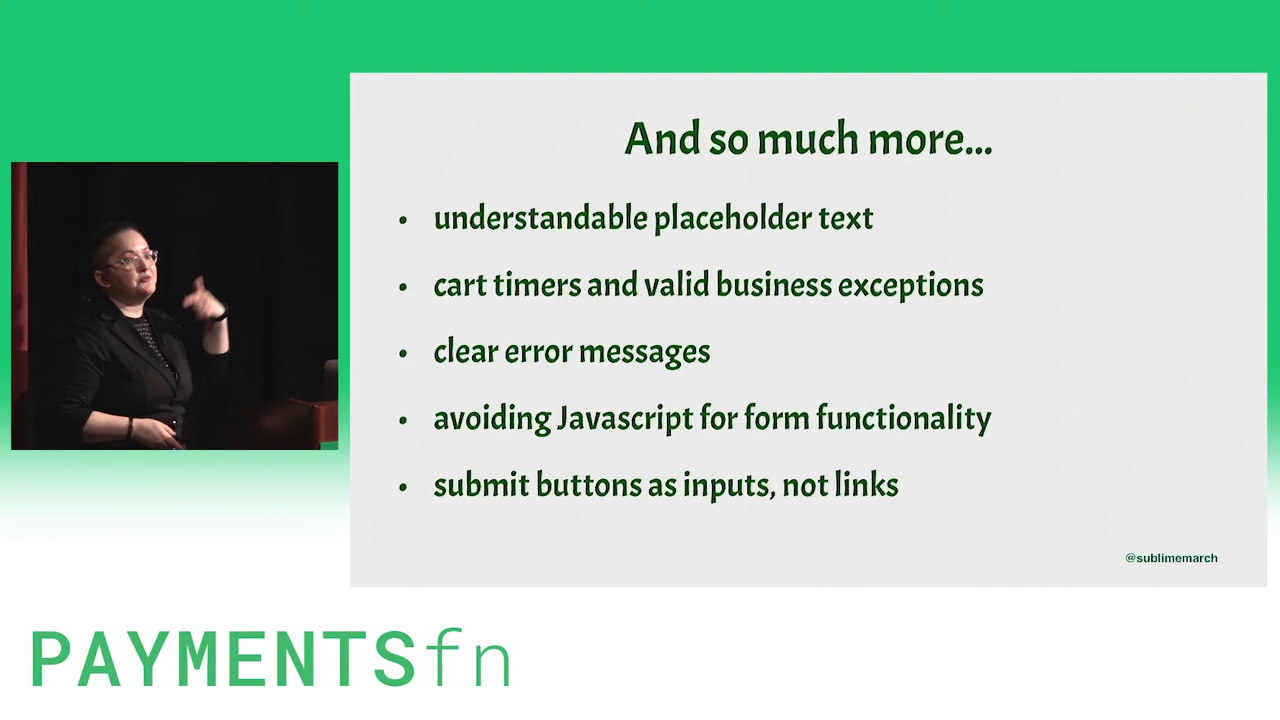 And so much more...
• understandable placeholder text
• cart timers and valid business exceptions
• clear error messages
• avoiding Javascript for form functionality
• submit buttons as inputs, not links
@sublimemarch
PAYMENTSfn